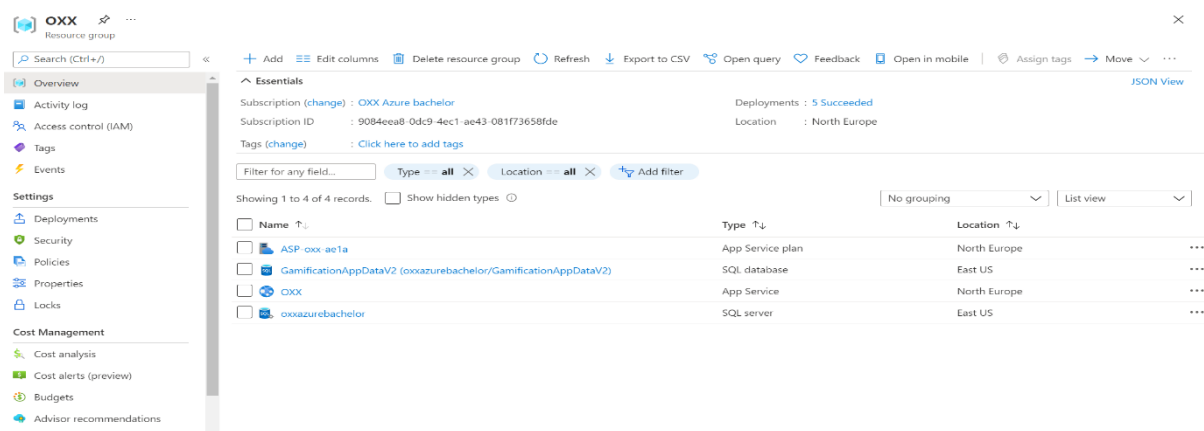 OXX
Resource group
Search (Ctrl+/)
Overview
Activity log
Access control (IAM)
Tags
Events
Settings
Deployments
Security
Policies
Properties
Locks
Cost Management
Cost analysis
Cost alerts (preview)
Budgets
Advisor recommendations
Add Edit columns Delete resource group Refresh Export to CSV Open query Feedback Open in mobile Assign tags Move
Essentials JSON View
Subscription (change) : OXX Azure bachelor Deployments : 5 Succeeded
Subscription ID : 9084eea8-0dc9-4ec1-ae43-081f73658fde Location : North Europe
Tags (change) : Click here to add tags
Filter for any field... Type == all Location == all Add filter
Showing 1 to 4 of 4 records. Show hidden types No grouping List view
Name Type Location
ASP-oxx-ae1a App Service plan North Europe
GamificationAppDataV2 (oxxazurebachelor/GamificationAppDataV2) SQL database East US
OXX App Service North Europe
oxxazurebachelor SQL server East US